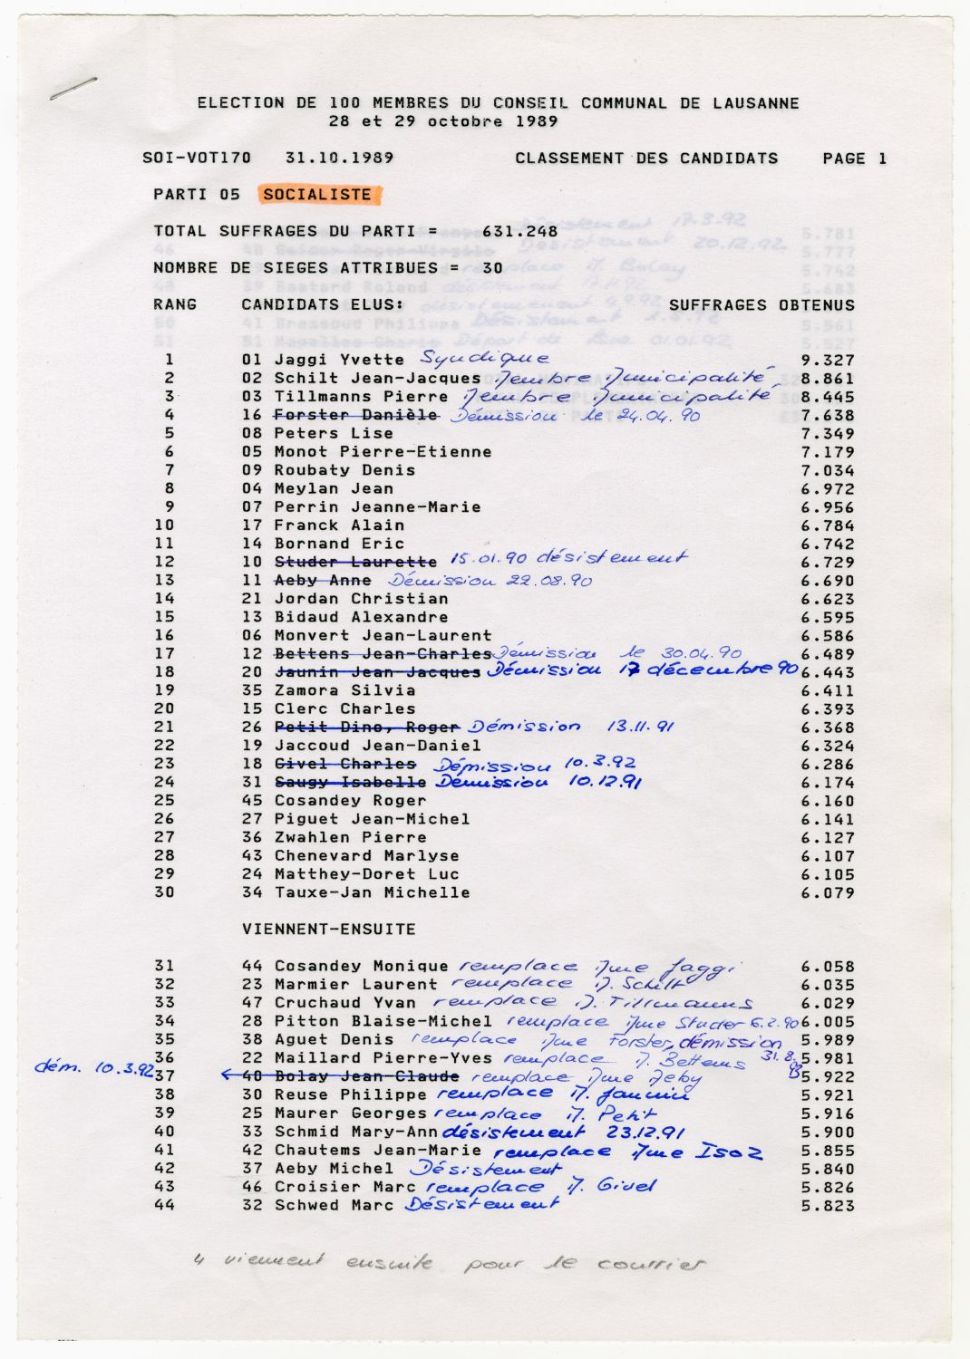 ELECTION DE 100 MEMBRES DU CONSEIL COMMUNAL DE LAUSANNE
28 et 29 octobre 1989
SOI-VOT170 31.10.1989 CLASSEMENT DES CANDIDATS PAGE 1
PARTI 05 SOCIALISTE
TOTAL SUFFRAGES DU PARTI = 631.248
NOMBRE DE SIEGES ATTRIBUES = 30
RANG CANDIDATS ELUS: SUFFRAGES OBTENUS
1 01 Jaggi Yvette Syndique 9.327
2 02 Schilt Jean-Jacques Membre Municipalité 8.861
3 03 Tillmanns Pierre Membre Municipalité 8.445
4 16 Forster Danièle Démission le 24.04.90 7.638
5 08 Peters Lise 7.349
6 05 Monot Pierre-Etienne 7.179
7 09 Roubaty Denis 7.034
8 04 Meylan Jean 6.972
9 07 Perrin Jeanne-Marie 6.956
10 17 Franck Alain 6.784
11 14 Bornand Eric 6.742
12 10 Studer Laurette 15.01.90 désistement 6.729
13 11 Aeby Anne Démission 22.08.90 6.690
14 21 Jordan Christian 6.623
15 13 Bidaud Alexandre 6.595
16 06 Monvert Jean-Laurent 6.586
17 12 Bettens Jean-Charles Démission le 30.04.90 6.489
18 20 Jaunin Jean Jacques Démission 17 décembre 90 6.443
19 35 Zamora Silvia 6.411
20 15 Clerc Charles 6.393
21 26 Petit Dino, Roger Démission 13.11.91 6.368
22 19 Jaccoud Jean-Daniel 6.324
23 18 Givel Charles Démission 10.3.92 6.286
24 31 Saugy Isabelle Démission 10.12.91 6.174
25 45 Cosandey Roger 6.160
26 27 Piguet Jean-Michel 6.141
27 36 Zwahlen Pierre 6.127
28 43 Chenevard Marlyse 6.107
29 24 Matthey-Doret Luc 6.105
30 34 Tauxe-Jan Michelle 6.079
VIENNENT-ENSUITE
31 44 Cosandey Monique remplace Mme Jaggi 6.058
32 23 Marmier Laurent remplace M. Schilt 6.035
33 47 Cruchaud Yvan remplace M. Tillmanns 6.029
34 28 Pitton Blaise-Michel remplace Mme Studer 6.2.90 6.005
35 38 Aguet Denis remplace Mme Forster, démission 5.989
36 22 Maillard Pierre-Yves remplace M. Bettens 31.8. 5.981
dém. 10.3.92 37 40 Bolay Jean-Claude remplace Mme Aeby 5.922
38 30 Reuse Philippe remplace M. Jaunin 5.921
39 25 Maurer Georges remplace M. Petit 5.916
40 33 Schmid Mary-Ann désistement 23.12.91 5.900
41 42 Chautems Jean-Marie remplace Mme Isoz 5.855
42 37 Aeby Michel Désistement 5.840
43 46 Croisier Marc remplace M. Givel 5.826
44 32 Schwed Marc Désistement 5.823
4 viennent ensuite pour le courrier